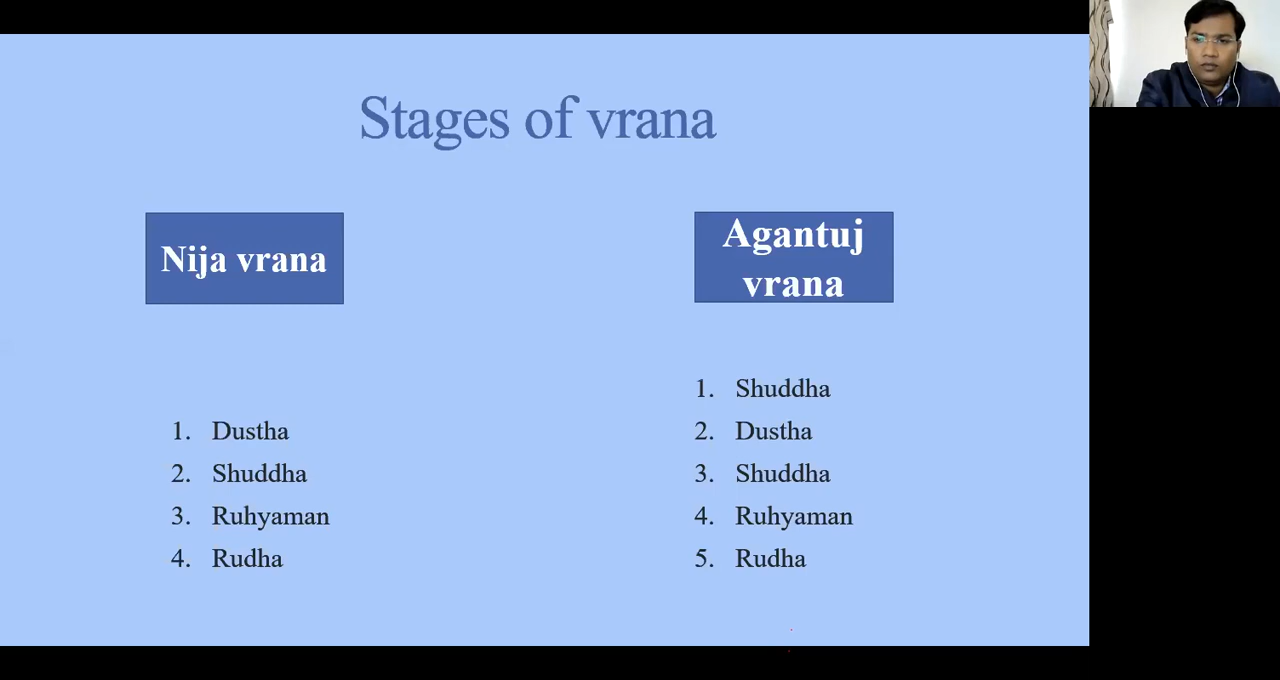 Stages of vrana
Nija vrana
1. Dustha
2. Shuddha
3. Ruhyaman
4. Rudha
Agantuj
vrana
1. Shuddha
2. Dustha
3. Shuddha
4. Ruhyaman
5. Rudha